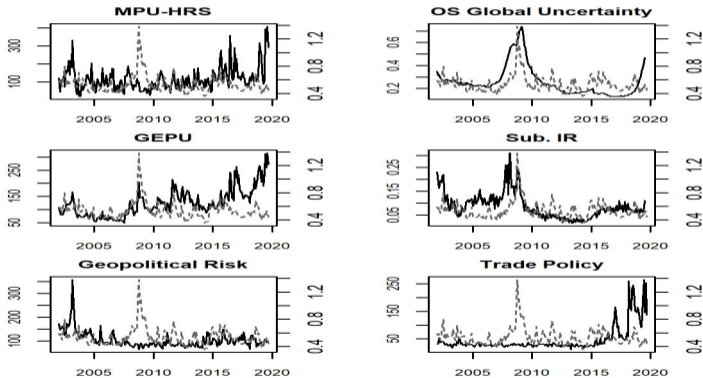 MPU-HRS
OS Global Uncertainty
100 300
0.4 0.8 1.2
0.2 0.4 0.6
0.4 0.8 1.2
2005 2010 2015 2020
2005 2010 2015 2020
GEPU
Sub. IR
50 150 250
0.4 0.8 1.2
0.05 0.15 0.25
0.4 0.8 1.2
2005 2010 2015 2020
2005 2010 2015 2020
Geopolitical Risk
Trade Policy
100 200 300
0.4 0.8 1.2
50 150 250
0.4 0.8 1.2
2005 2010 2015 2020
2005 2010 2015 2020